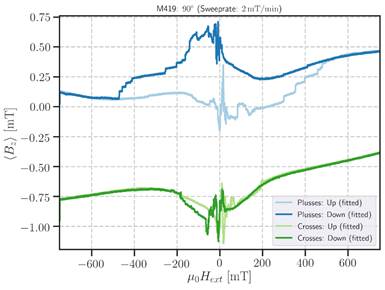 M419: 90° (Sweeprate: 2 mT/min)
0.75
0.50
0.25
0.00
−0.25
−0.50
−0.75
−1.00
⟨B_z⟩ [mT]
Plusses: Up (fitted)
Plusses: Down (fitted)
Crosses: Up (fitted)
Crosses: Down (fitted)
−600 −400 −200 0 200 400 600
μ₀H_ext [mT]